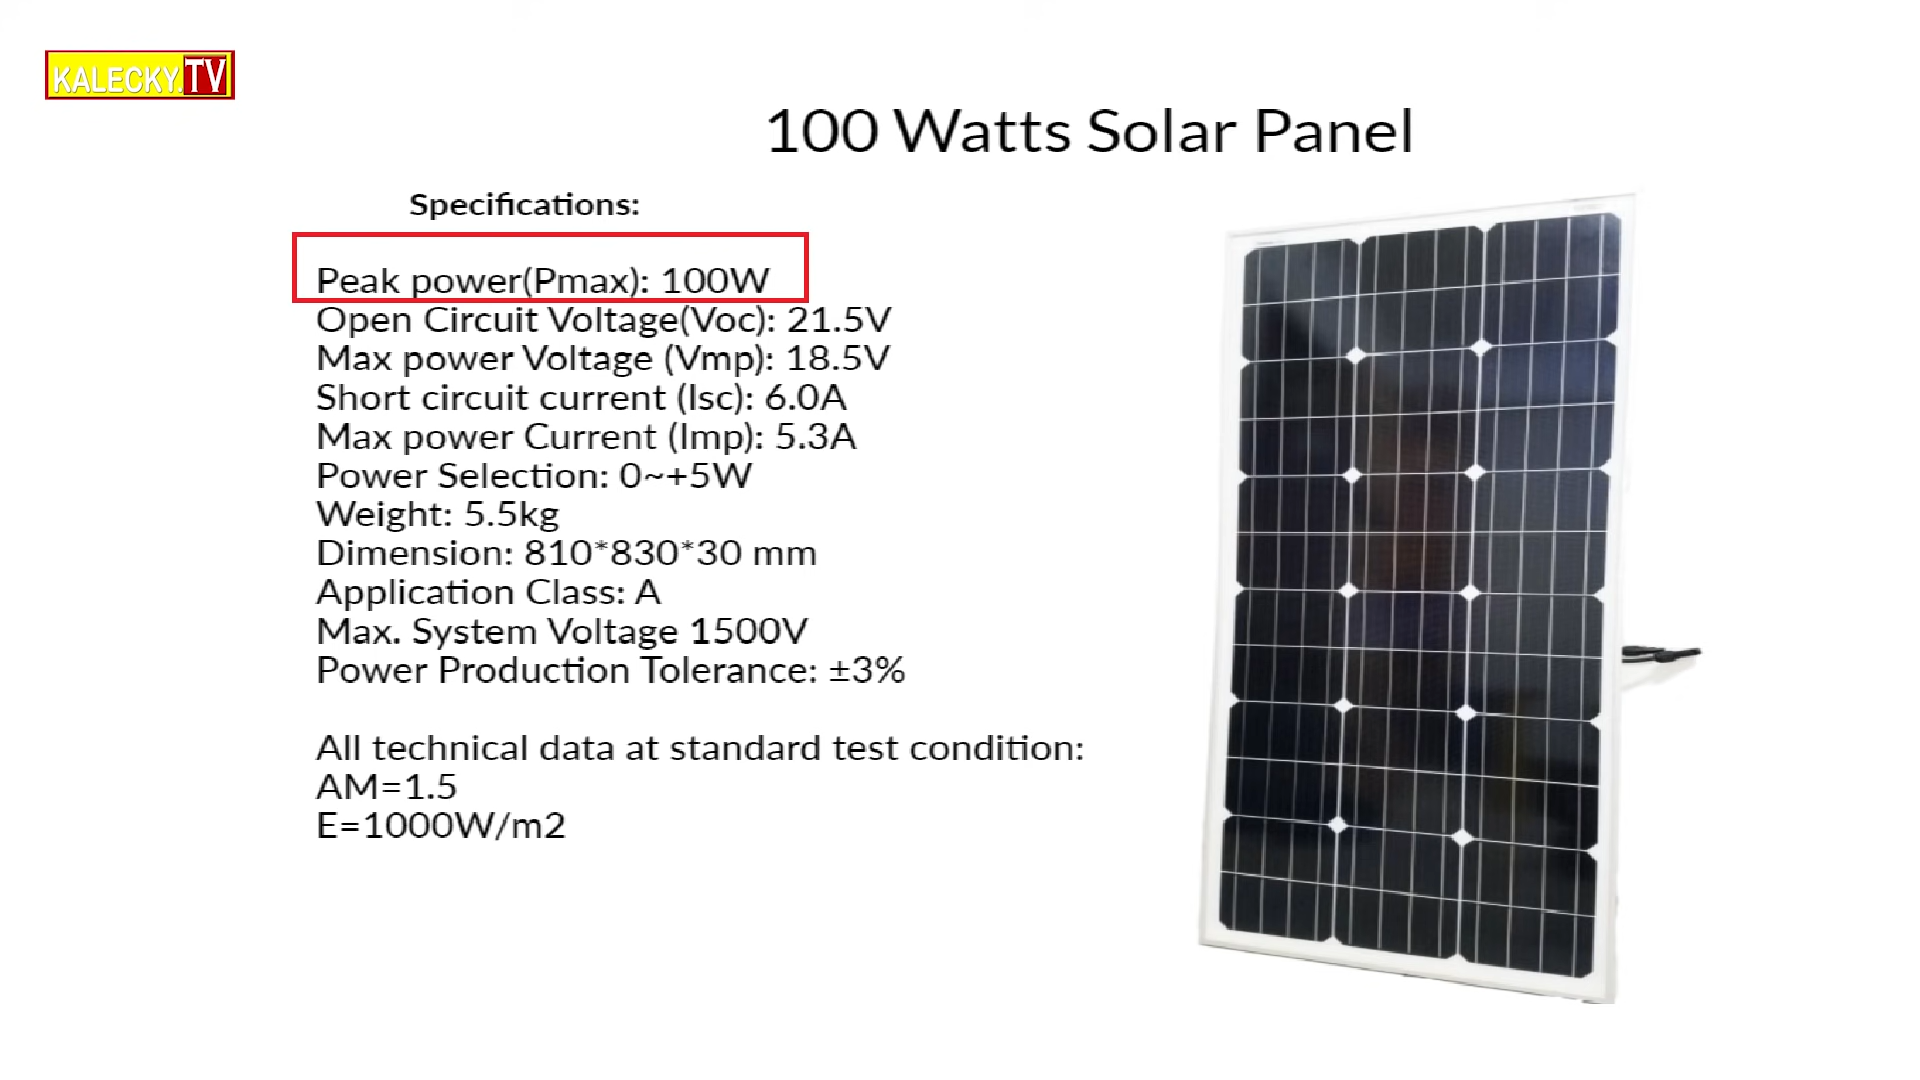 KALECKY.TV
100 Watts Solar Panel
Specifications:
Peak power(Pmax): 100W
Open Circuit Voltage(Voc): 21.5V
Max power Voltage (Vmp): 18.5V
Short circuit current (Isc): 6.0A
Max power Current (Imp): 5.3A
Power Selection: 0~+5W
Weight: 5.5kg
Dimension: 810*830*30 mm
Application Class: A
Max. System Voltage 1500V
Power Production Tolerance: ±3%
All technical data at standard test condition:
AM=1.5
E=1000W/m2